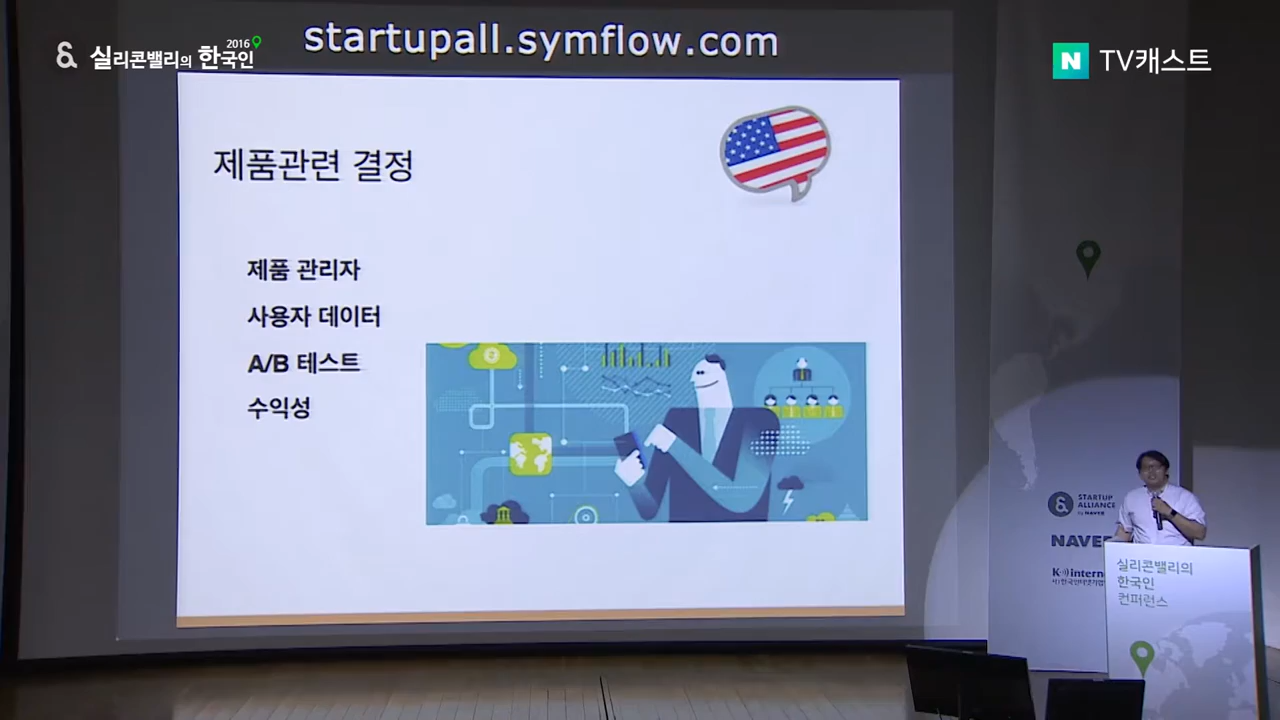 startupall.symflow.com
& 실리콘밸리의 한국인
2016
N TV캐스트
제품관련 결정
제품 관리자
사용자 데이터
A/B 테스트
수익성
& STARTUP
ALLIANCE
by NAVER
NAVE
실리콘밸리의
한국인
컨퍼런스